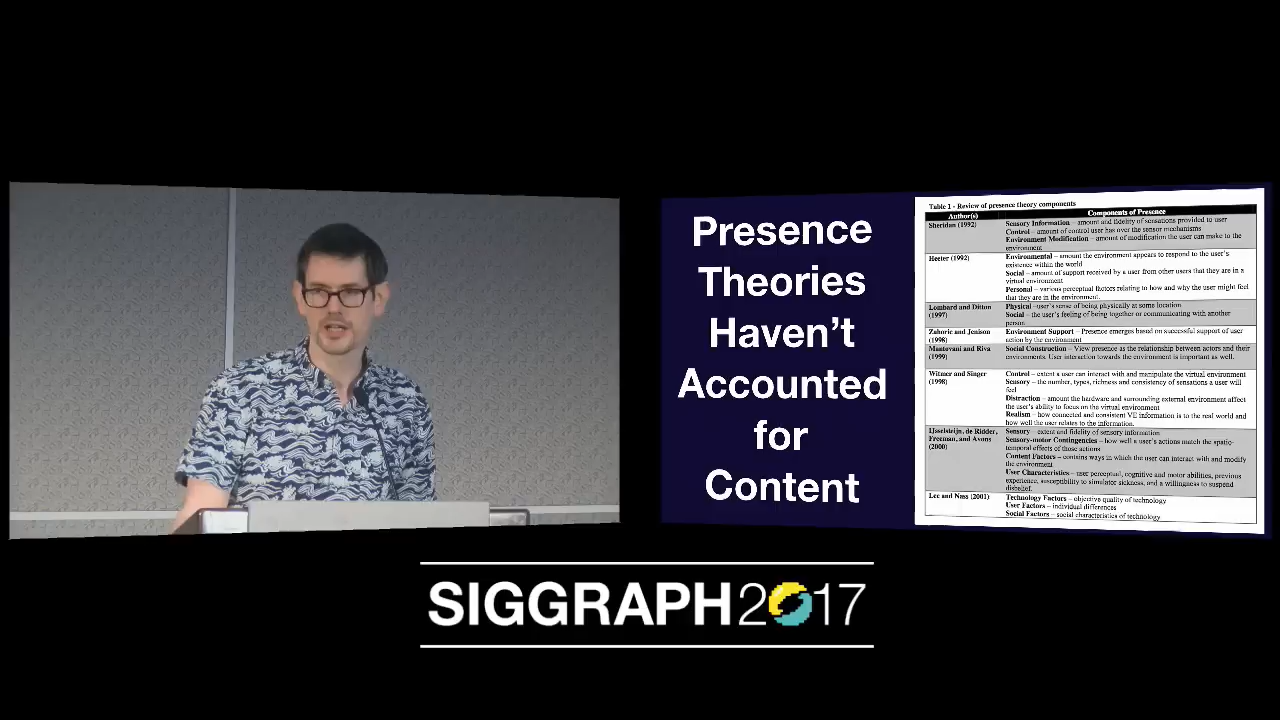 Presence
Theories
Haven't
Accounted
for
Content
Table 1 - Review of presence theory components
Author(s) Components of Presence
Sheridan (1992) Sensory Information – amount and fidelity of sensations provided to user
Control – amount of control user has over the sensor mechanisms
Environment Modification – amount of modification the user can make to the
environment
Heeter (1992) Environmental – amount the environment appears to respond to the user's
existence within the world
Social – amount of support received by a user from other users that they are in a
virtual environment
Personal – various perceptual factors relating to how and why the user might feel
that they are in the environment.
Lombard and Ditton Physical – user's sense of being physically at some location
(1997) Social – the user's feeling of being together or communicating with another
person
Zahoric and Jenison Environment Support – Presence emerges based on successful support of user
(1998) action by the environment
Mantovani and Riva Social Construction – View presence as the relationship between actors and their
(1999) environments. User interaction towards the environment is important as well.
Witmer and Singer Control – extent a user can interact with and manipulate the virtual environment
(1998) Sensory – the number, types, richness and consistency of sensations a user will
feel
Distraction – amount the hardware and surrounding external environment affect
the user's ability to focus on the virtual environment
Realism – how connected and consistent VE information is to the real world and
how well the user relates to the information.
IJsselsteijn, de Ridder, Sensory – extent and fidelity of sensory information
Freeman, and Avons Sensory-motor Contingencies – how well a user's actions match the spatio-
(2000) temporal effects of those actions
Content Factors – contains ways in which the user can interact with and modify
the environment
User Characteristics – user perceptual, cognitive and motor abilities, previous
experience, susceptibility to simulator sickness, and a willingness to suspend
disbelief.
Lee and Nass (2001) Technology Factors – objective quality of technology
User Factors – individual differences
Social Factors – social characteristics of technology
SIGGRAPH2017